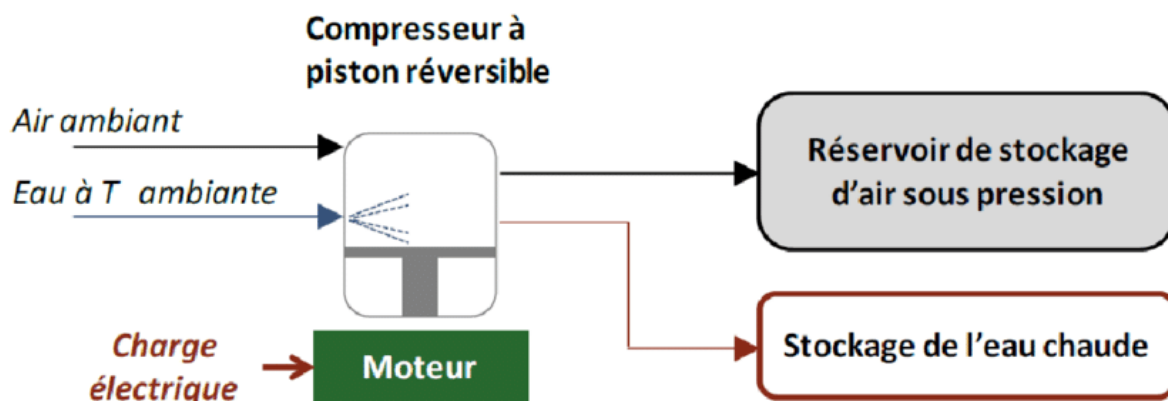 Compresseur à
piston réversible
Air ambiant
Eau à T ambiante
Réservoir de stockage
d'air sous pression
Stockage de l'eau chaude
Charge
électrique
Moteur